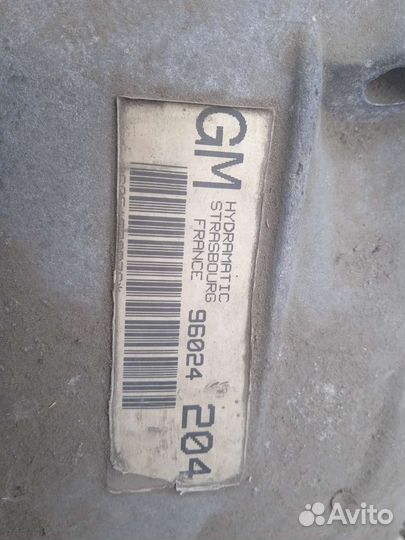 GM
HYDRAMATIC
STRASBOURG
FRANCE
96024
204
Avito